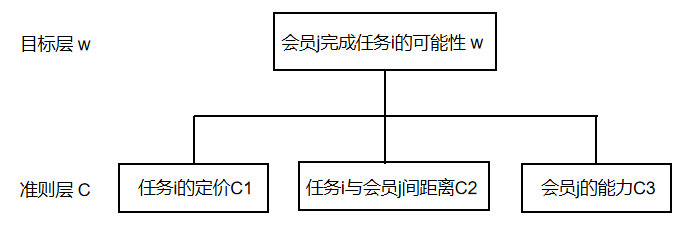 目标层 w
会员j完成任务i的可能性 w
准则层 C
任务i的定价C1
任务i与会员j间距离C2
会员j的能力C3